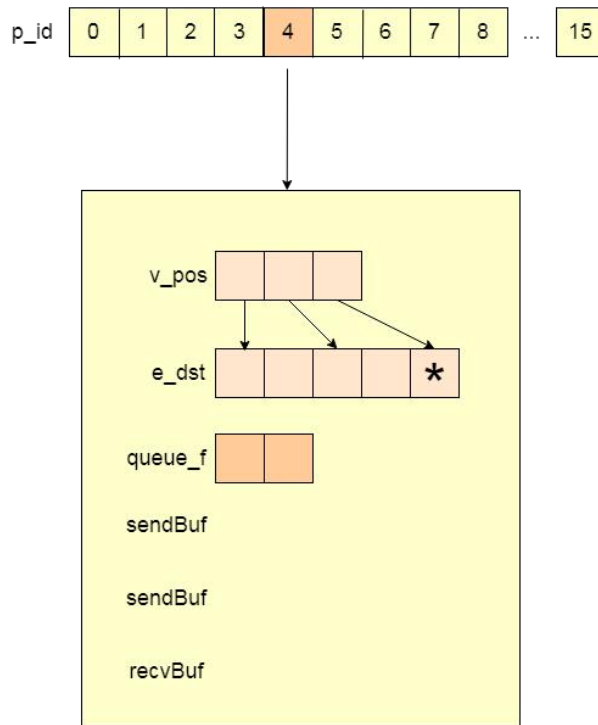 p_id 0 1 2 3 4 5 6 7 8 ... 15
v_pos
e_dst *
queue_f
sendBuf
sendBuf
recvBuf